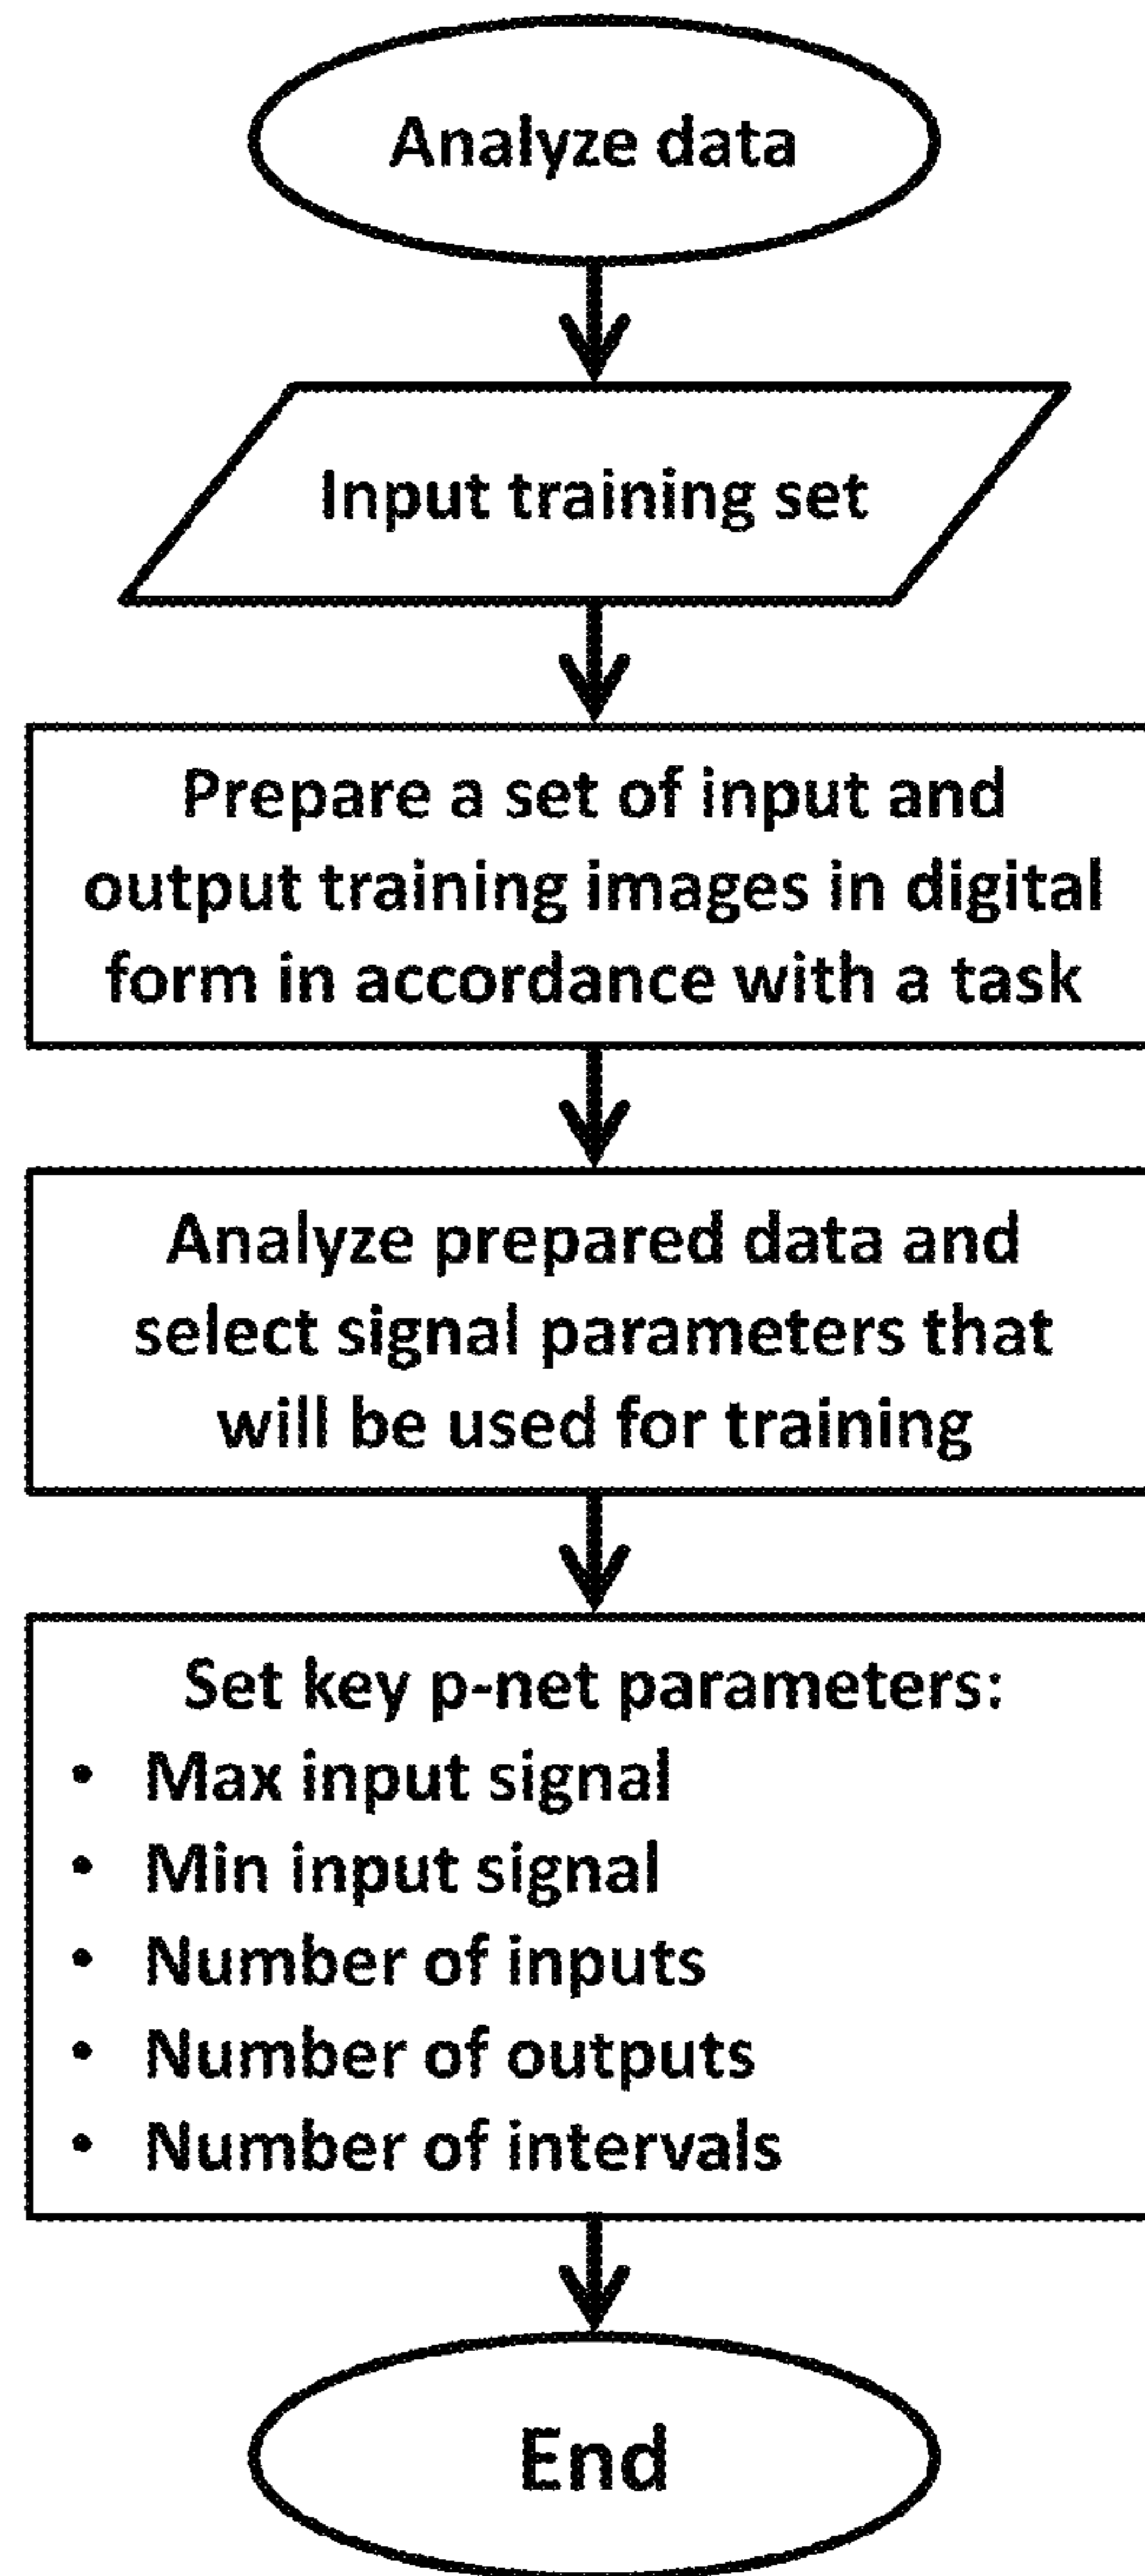 Analyze data
Input training set
Prepare a set of input and
output training images in digital
form in accordance with a task
Analyze prepared data and
select signal parameters that
will be used for training
Set key p-net parameters:
• Max input signal
• Min input signal
• Number of inputs
• Number of outputs
• Number of intervals
End